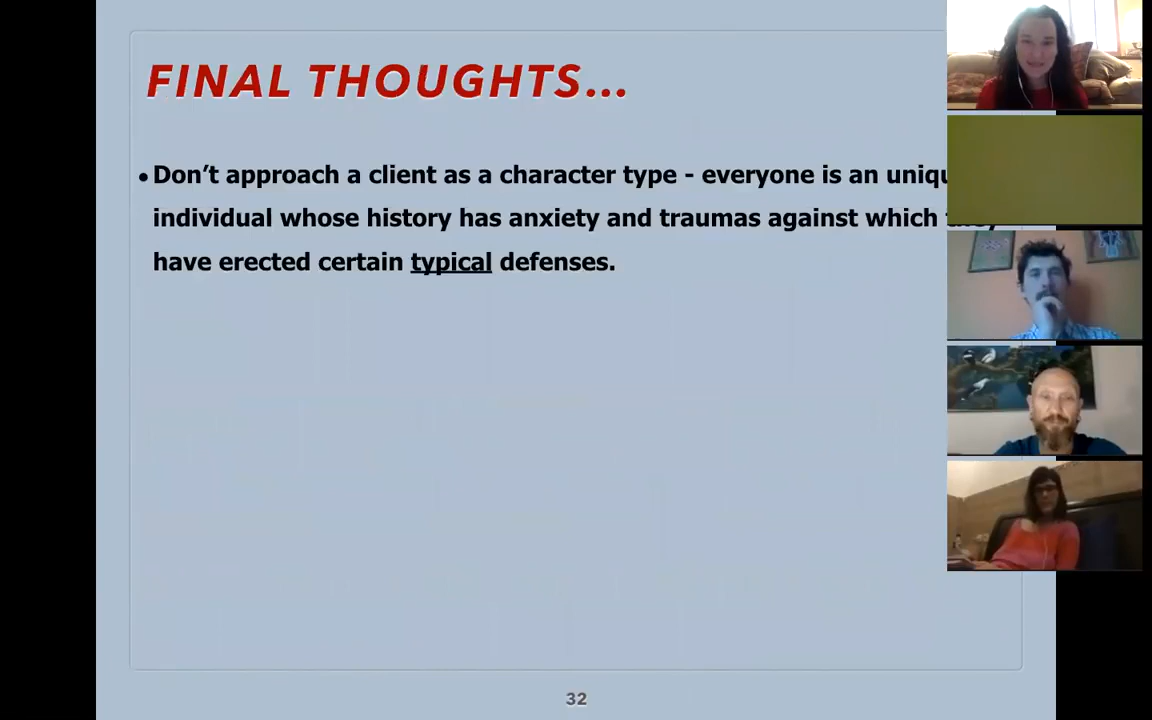 FINAL THOUGHTS...
• Don't approach a client as a character type - everyone is an
individual whose history has anxiety and traumas against which
have erected certain typical defenses.
32